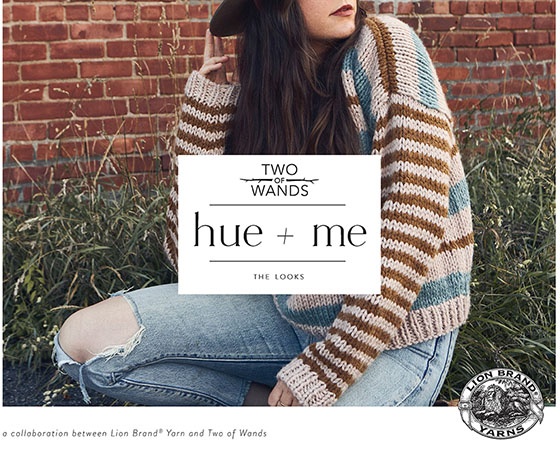 TWO
OF
WANDS
hue + me
THE LOOKS
a collaboration between Lion Brand® Yarn and Two of Wands
LION BRAND
YARNS